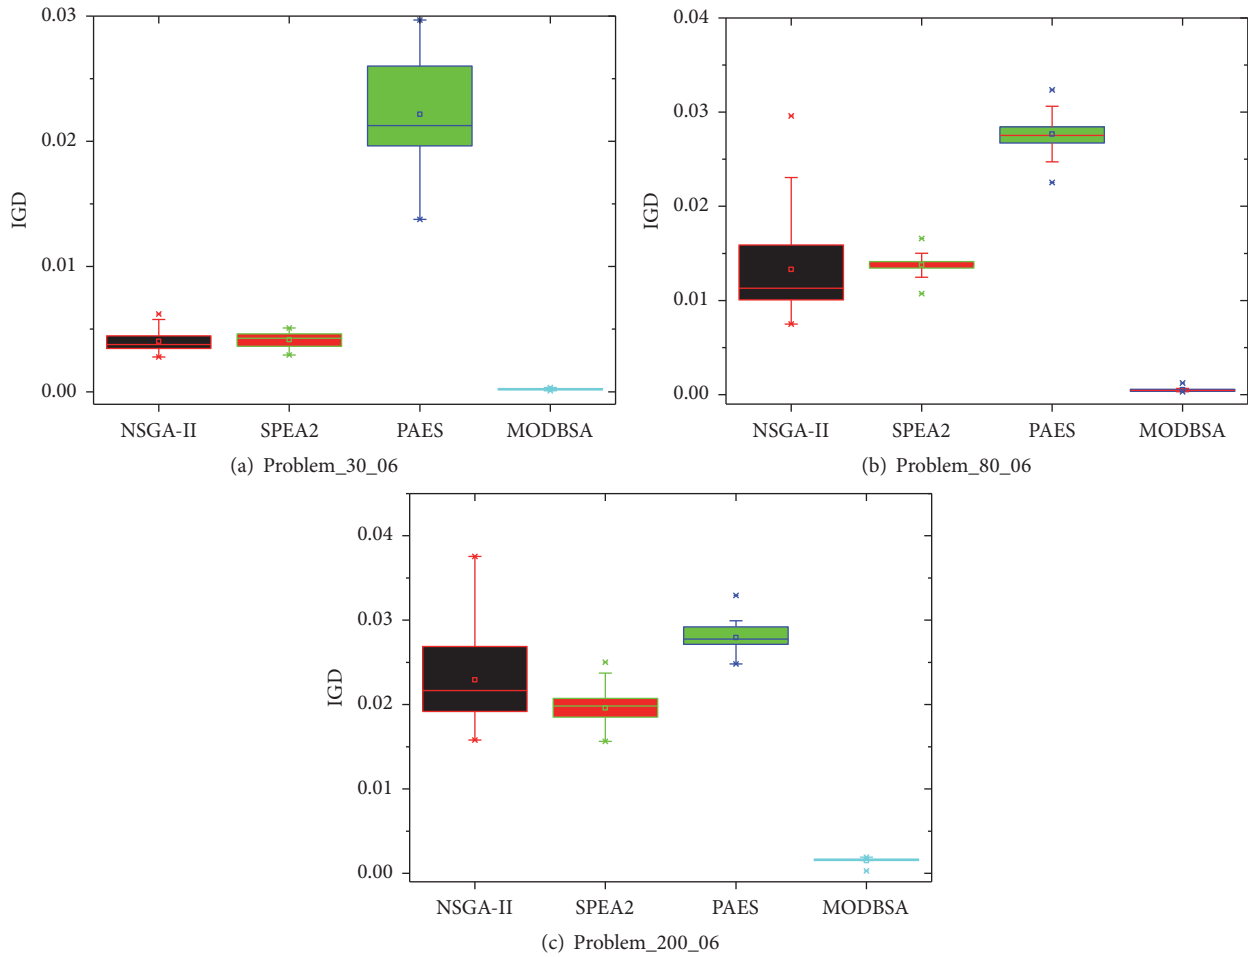 0.03
0.02
0.01
0.00
IGD
NSGA-II SPEA2 PAES MODBSA
(a) Problem_30_06
0.04
0.03
0.02
0.01
0.00
IGD
NSGA-II SPEA2 PAES MODBSA
(b) Problem_80_06
0.04
0.03
0.02
0.01
0.00
IGD
NSGA-II SPEA2 PAES MODBSA
(c) Problem_200_06